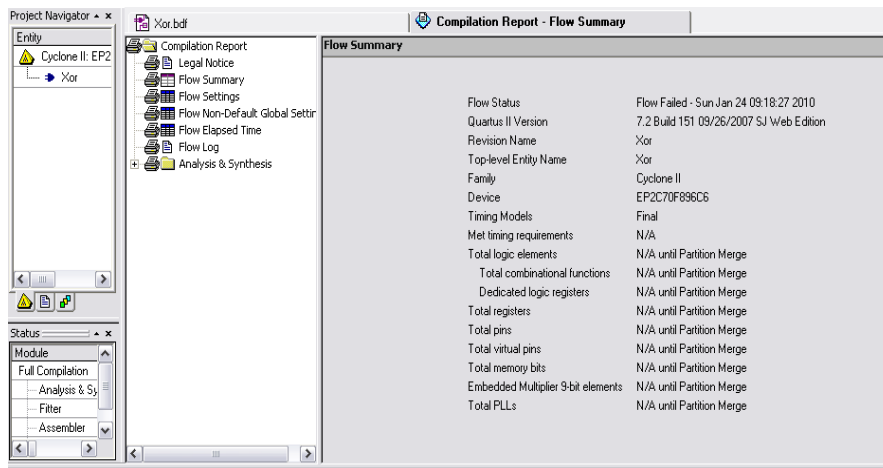 Project Navigator
Entity
Cyclone II: EP2
Xor
Status
Module
Full Compilation
Analysis & Sy
Fitter
Assembler
Xor.bdf
Compilation Report - Flow Summary
Compilation Report
Legal Notice
Flow Summary
Flow Settings
Flow Non-Default Global Settir
Flow Elapsed Time
Flow Log
Analysis & Synthesis
Flow Summary
Flow Status Flow Failed - Sun Jan 24 09:18:27 2010
Quartus II Version 7.2 Build 151 09/26/2007 SJ Web Edition
Revision Name Xor
Top-level Entity Name Xor
Family Cyclone II
Device EP2C70F896C6
Timing Models Final
Met timing requirements N/A
Total logic elements N/A until Partition Merge
Total combinational functions N/A until Partition Merge
Dedicated logic registers N/A until Partition Merge
Total registers N/A until Partition Merge
Total pins N/A until Partition Merge
Total virtual pins N/A until Partition Merge
Total memory bits N/A until Partition Merge
Embedded Multiplier 9-bit elements N/A until Partition Merge
Total PLLs N/A until Partition Merge